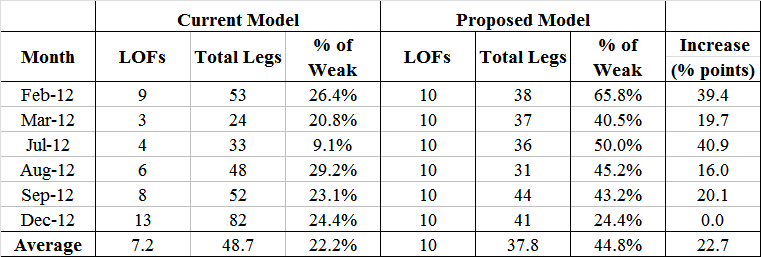 Current Model Proposed Model
Month LOFs Total Legs % of Weak LOFs Total Legs % of Weak Increase (% points)
Feb-12 9 53 26.4% 10 38 65.8% 39.4
Mar-12 3 24 20.8% 10 37 40.5% 19.7
Jul-12 4 33 9.1% 10 36 50.0% 40.9
Aug-12 6 48 29.2% 10 31 45.2% 16.0
Sep-12 8 52 23.1% 10 44 43.2% 20.1
Dec-12 13 82 24.4% 10 41 24.4% 0.0
Average 7.2 48.7 22.2% 10 37.8 44.8% 22.7